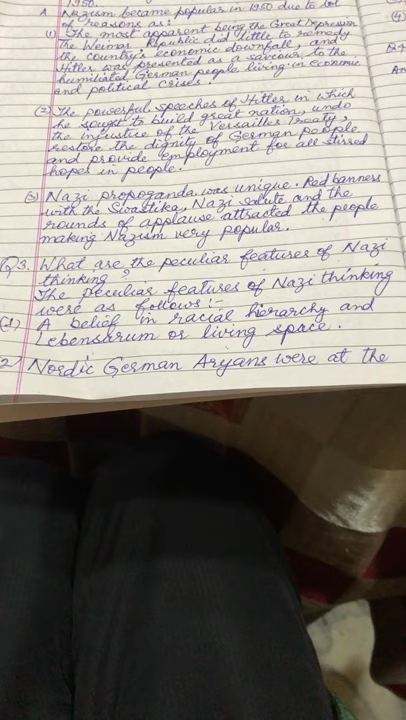 1950.
A Nazism became popular in 1950 due to lot
of reasons as:
(1) The most apparent being the Great Depression
The Weimar Republic did little to remedy
the country's economic downfall, and
Hitler was presented as a saviour to the
humiliated German people living in economic
and political crises.
(2) The powerful speeches of Hitler in which
he sought to build great nation, undo
the injustice of the Versailles Treaty,
restore the dignity of German people
and provide employment for all stirred
hopes in people.
(3) Nazi propoganda was unique. Red banners
with the Swastika, Nazi salute and the
rounds of applause attracted the people
making Nazism very popular.
Q3. What are the peculiar features of Nazi
thinking?
The peculiar features of Nazi thinking
were as follows:-
(1) A belief in racial hierarchy and
Lebensarum or living space.
2 Nordic German Aryans were at the
(4)
Q4
An